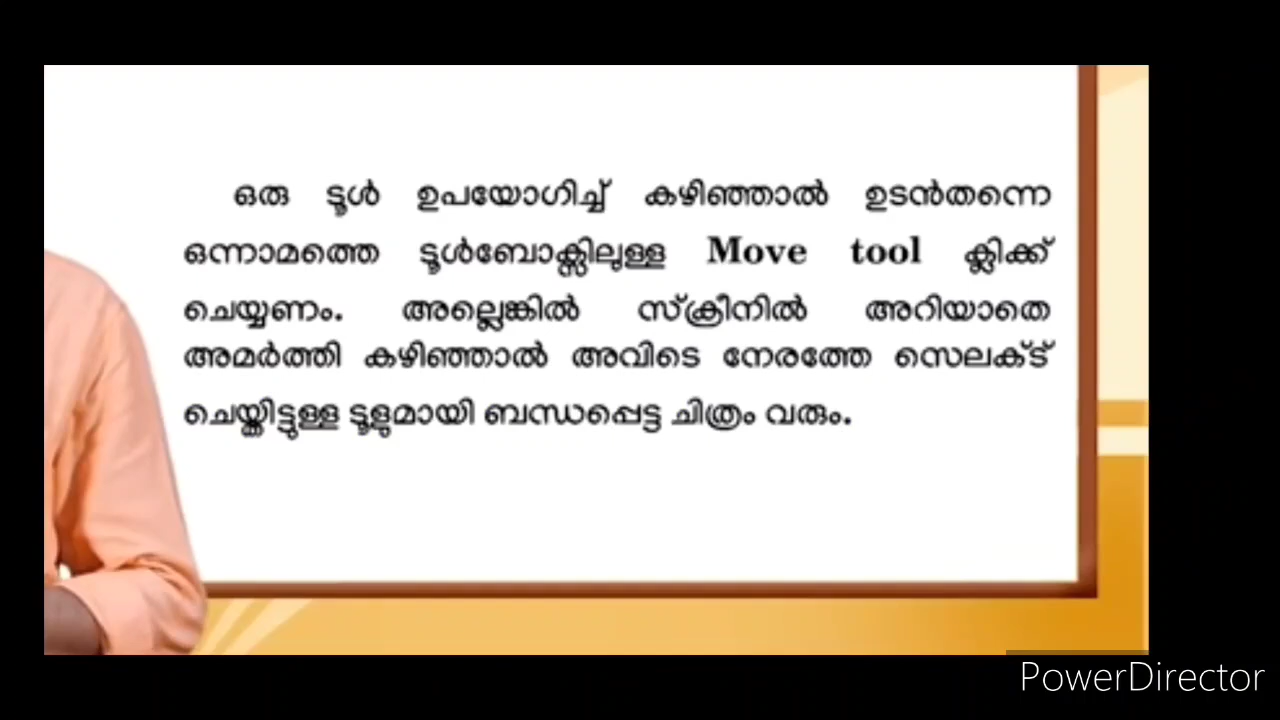 ഒരു ടൂൾ ഉപയോഗിച്ച് കഴിഞ്ഞാൽ ഉടൻതന്നെ
ഒന്നാമത്തെ ടൂൾബോക്സിലുള്ള Move tool ക്ലിക്ക്
ചെയ്യണം. അല്ലെങ്കിൽ സ്ക്രീനിൽ അറിയാതെ
അമർത്തി കഴിഞ്ഞാൽ അവിടെ നേരത്തേ സെലക്ട്
ചെയ്തിട്ടുള്ള ടൂളുമായി ബന്ധപ്പെട്ട ചിത്രം വരും.
PowerDirector